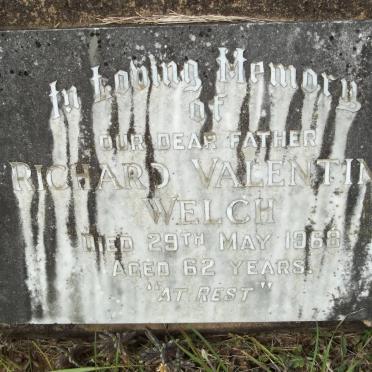 In Loving Memory
of
OUR DEAR FATHER
RICHARD VALENTIN
WELCH
DIED 29TH MAY 1968
AGED 62 YEARS.
"AT REST"